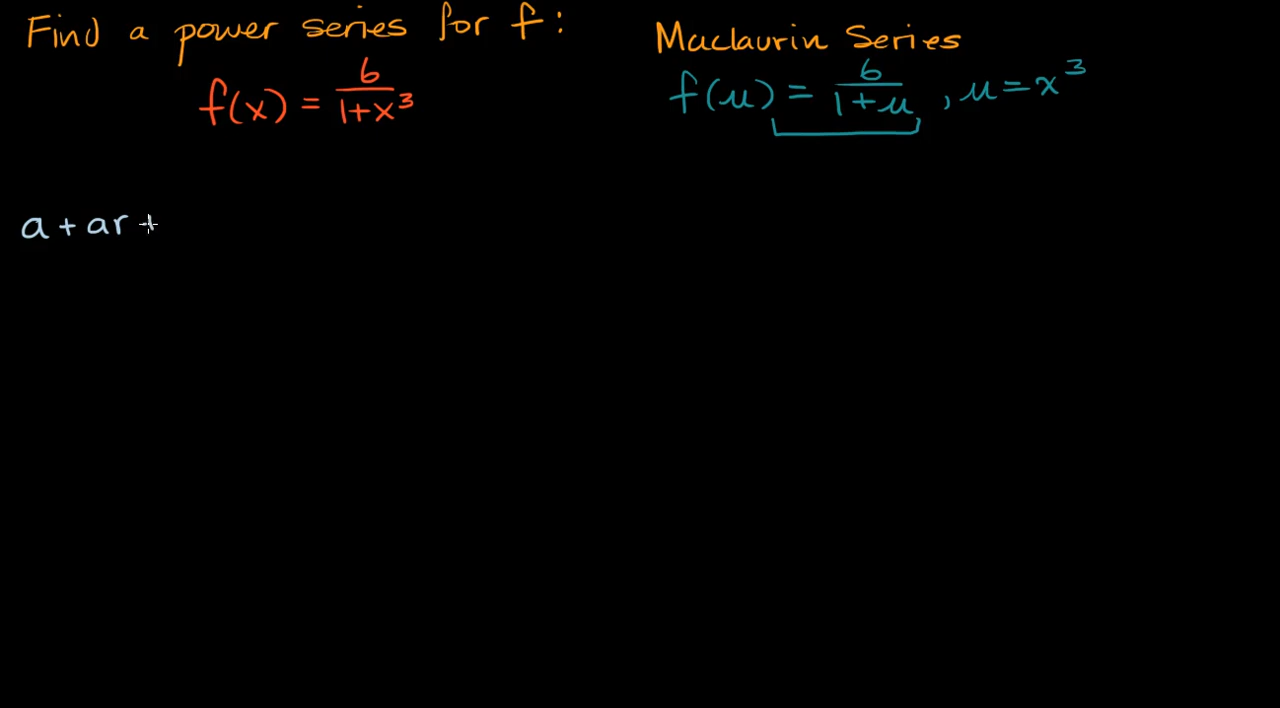 Find a power series for f:
f(x) = 6/(1+x³)
Maclaurin Series
f(u) = 6/(1+u), u=x³
a + ar +